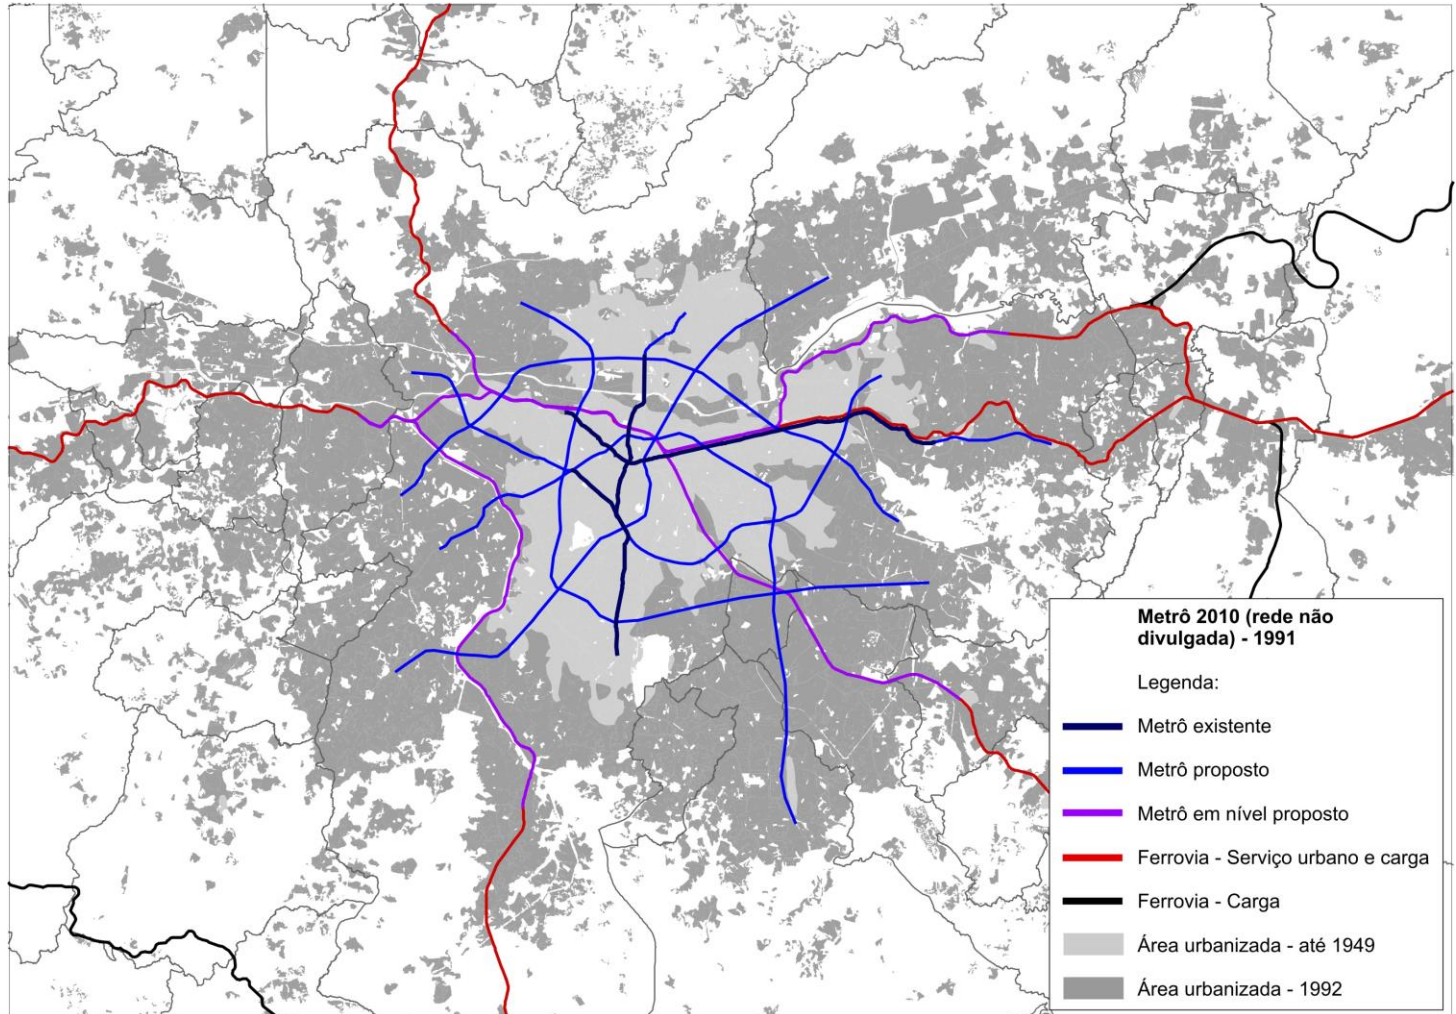 Metrô 2010 (rede não
divulgada) - 1991
Legenda:
Metrô existente
Metrô proposto
Metrô em nível proposto
Ferrovia - Serviço urbano e carga
Ferrovia - Carga
Área urbanizada - até 1949
Área urbanizada - 1992